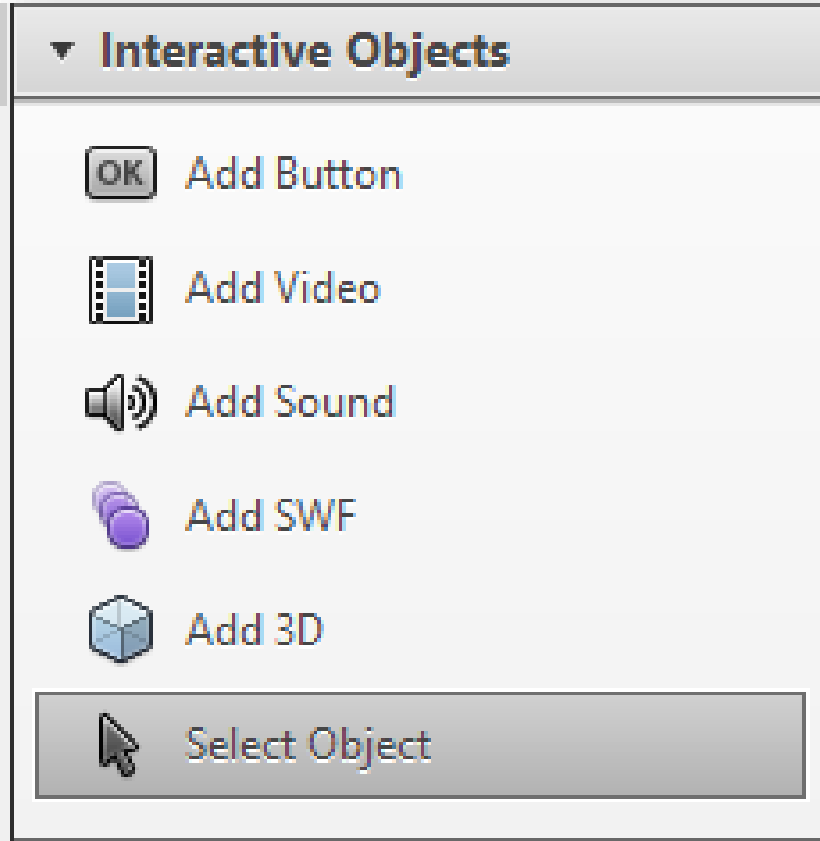 Interactive Objects
OK Add Button
Add Video
Add Sound
Add SWF
Add 3D
Select Object